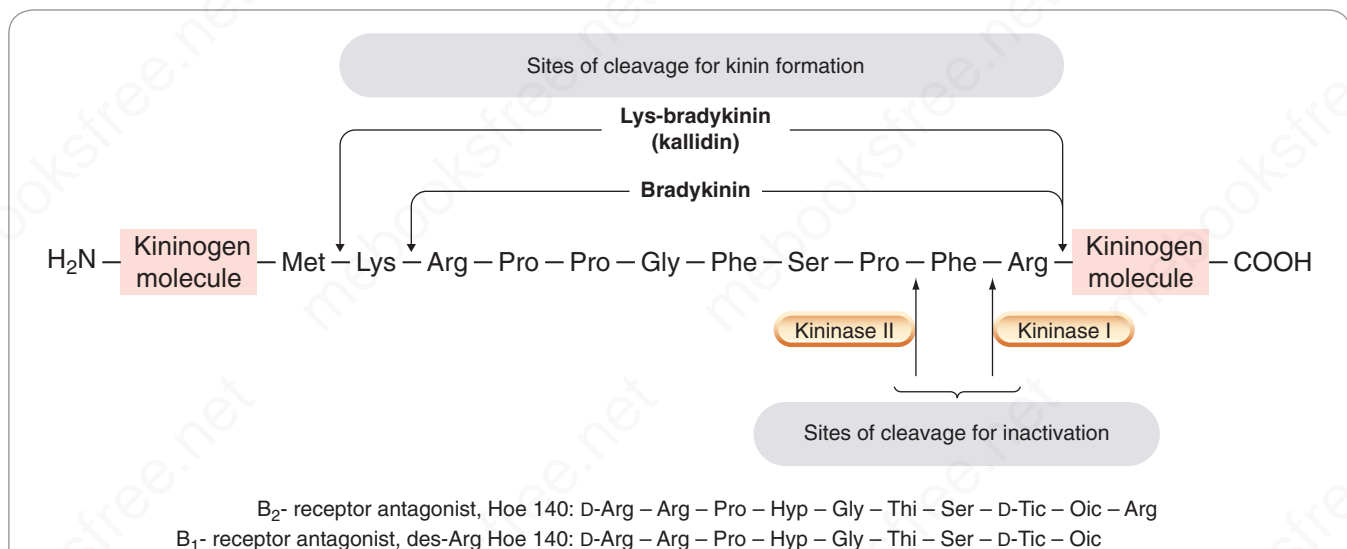 Sites of cleavage for kinin formation
Lys-bradykinin
(kallidin)
Bradykinin
H₂N – Kininogen molecule – Met – Lys – Arg – Pro – Pro – Gly – Phe – Ser – Pro – Phe – Arg – Kininogen molecule – COOH
Kininase II Kininase I
Sites of cleavage for inactivation
B₂- receptor antagonist, Hoe 140: D-Arg – Arg – Pro – Hyp – Gly – Thi – Ser – D-Tic – Oic – Arg
B₁- receptor antagonist, des-Arg Hoe 140: D-Arg – Arg – Pro – Hyp – Gly – Thi – Ser – D-Tic – Oic
mebooksfree.net